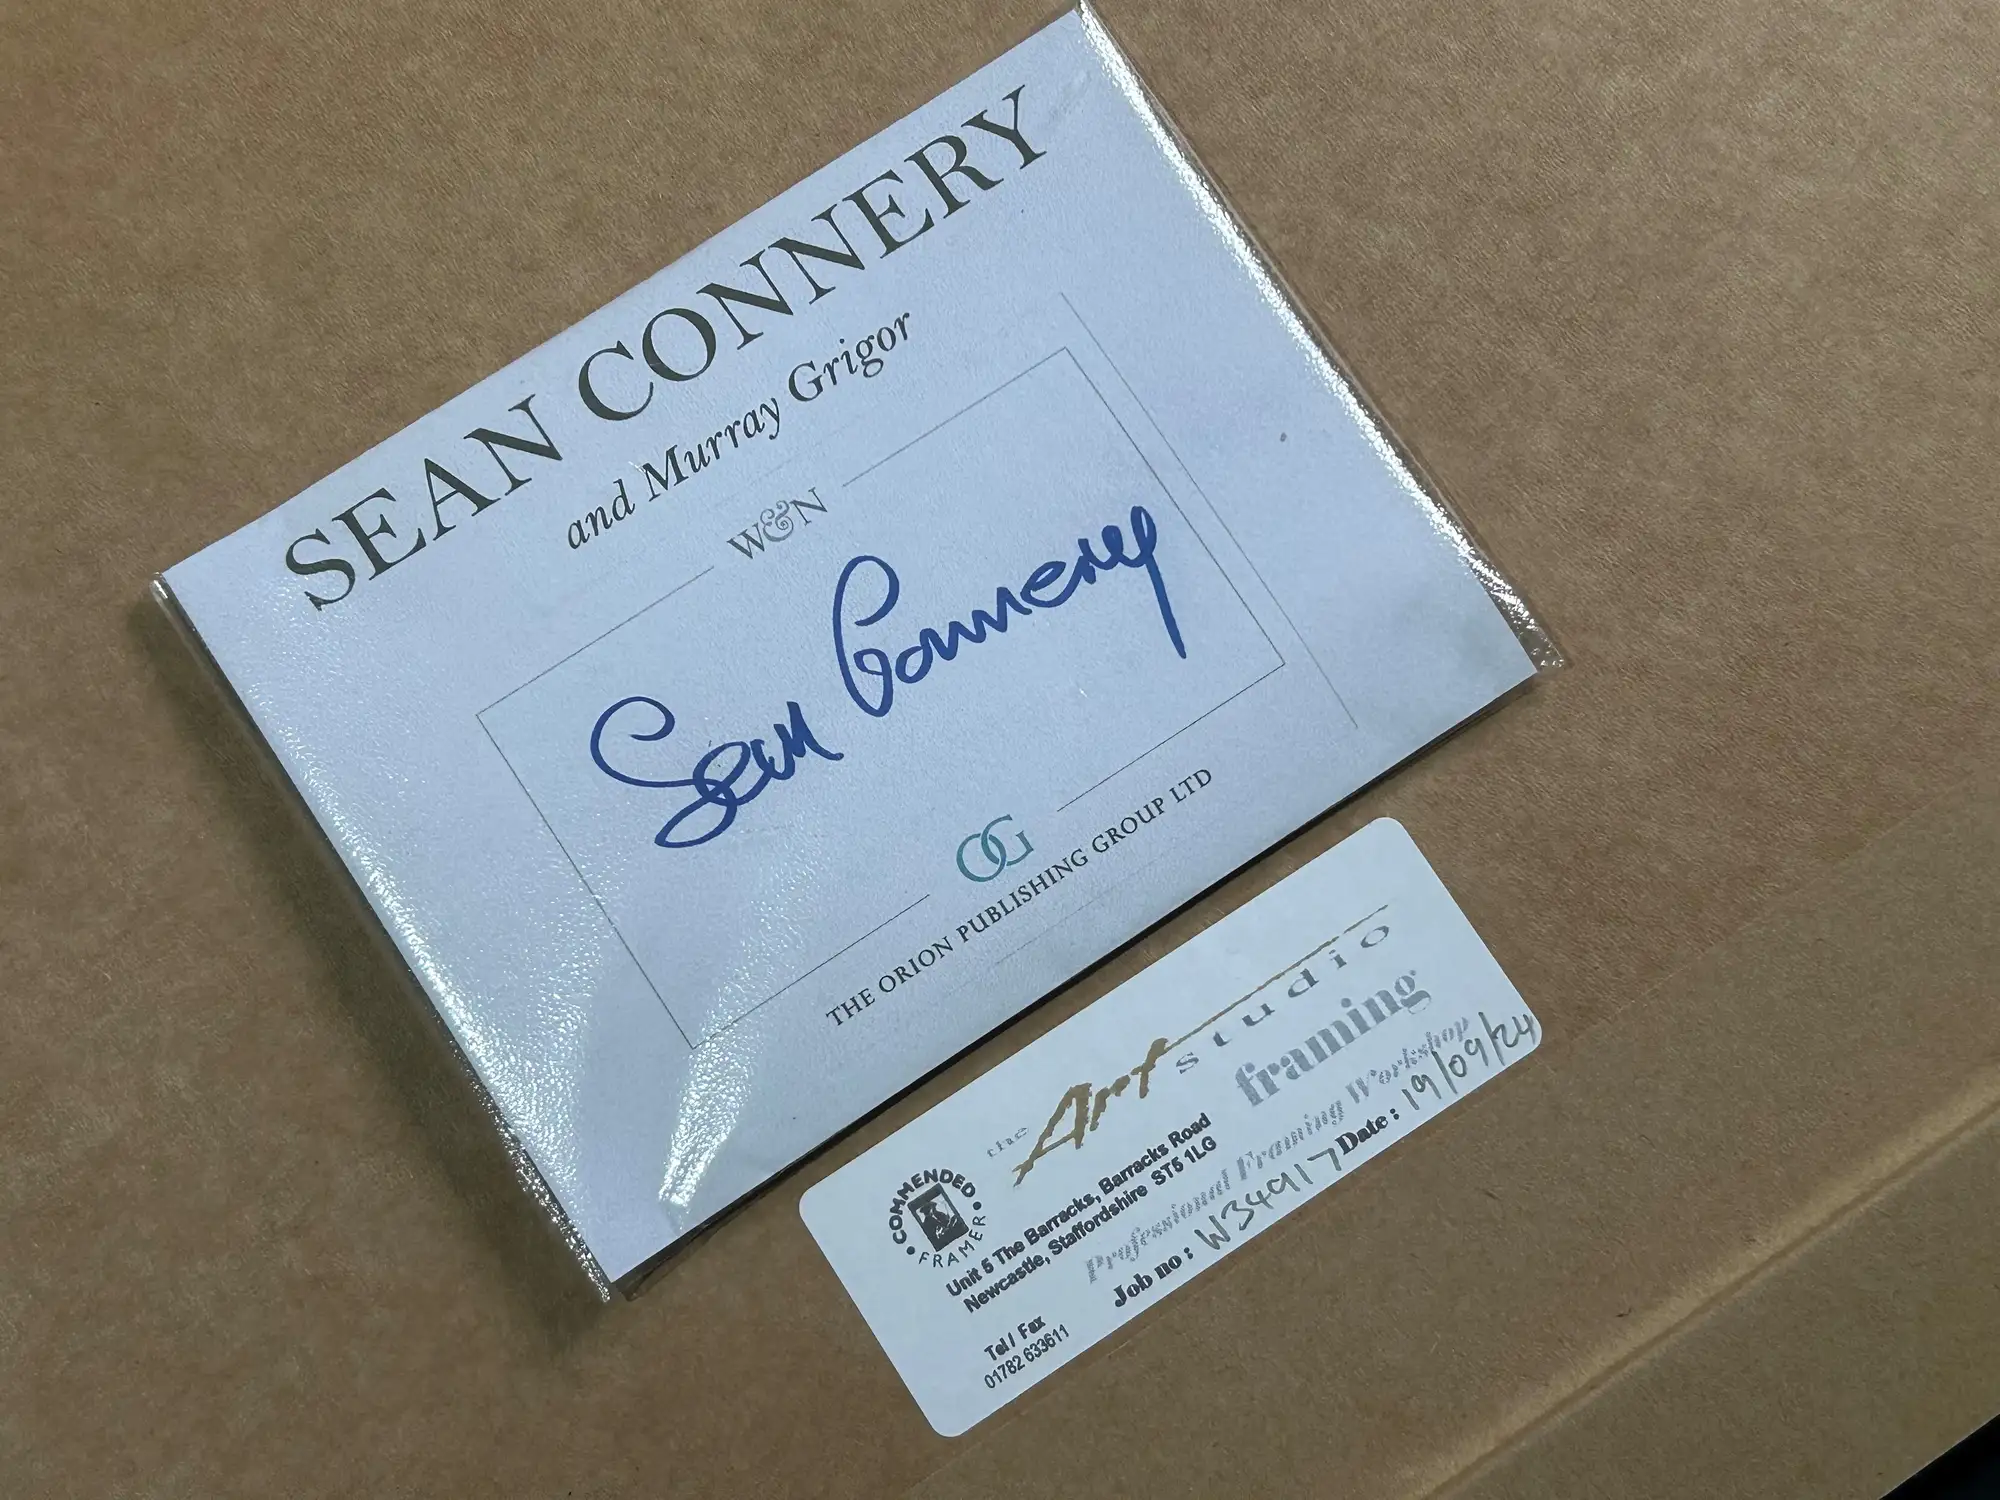 SEAN CONNERY
and Murray Grigor
W&N
Sean Connery
OG
THE ORION PUBLISHING GROUP LTD
the Art studio
framing
Professional Framing Workshop
COMMENDED FRAMER
Unit 5 The Barracks, Barracks Road
Newcastle, Staffordshire ST5 1LG
Tel / Fax
01782 633611
Job no: W34917 Date: 19/09/24